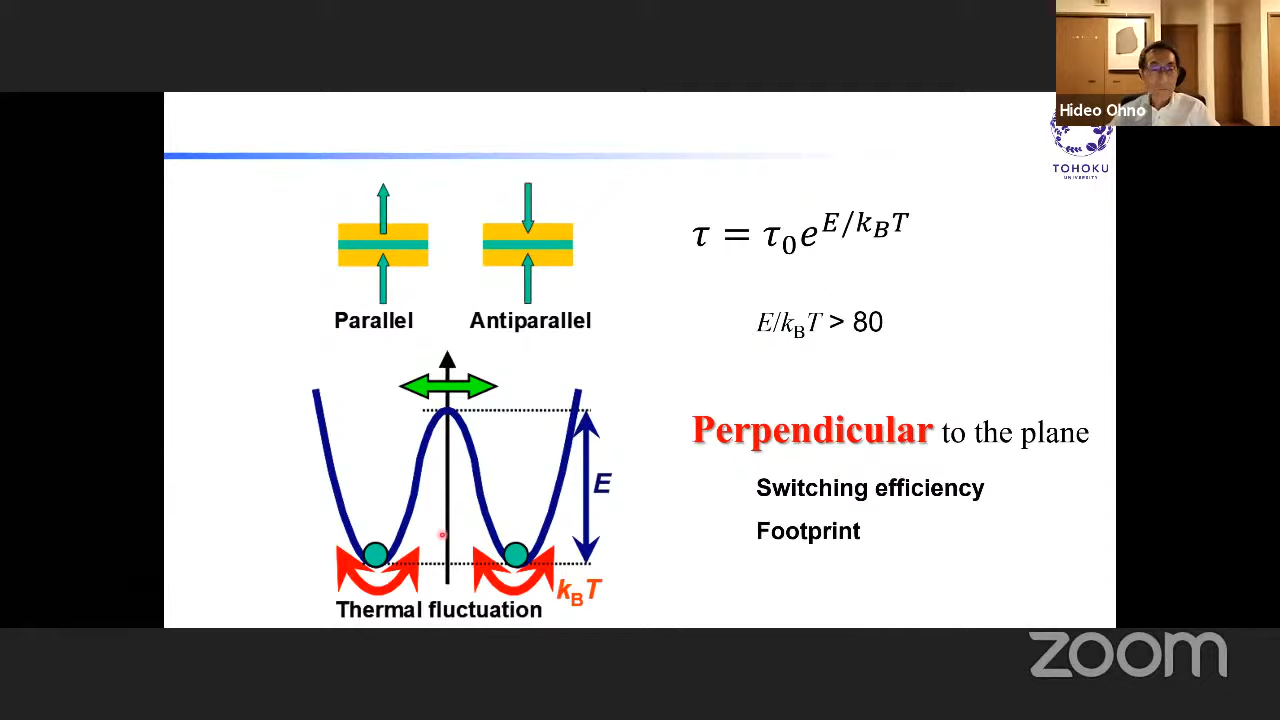 Hideo Ohno
TOHOKU
UNIVERSITY
Parallel
Antiparallel
τ = τ₀e^{E/k_BT}
E/k_BT > 80
E
k_BT
Thermal fluctuation
Perpendicular to the plane
Switching efficiency
Footprint
zoom